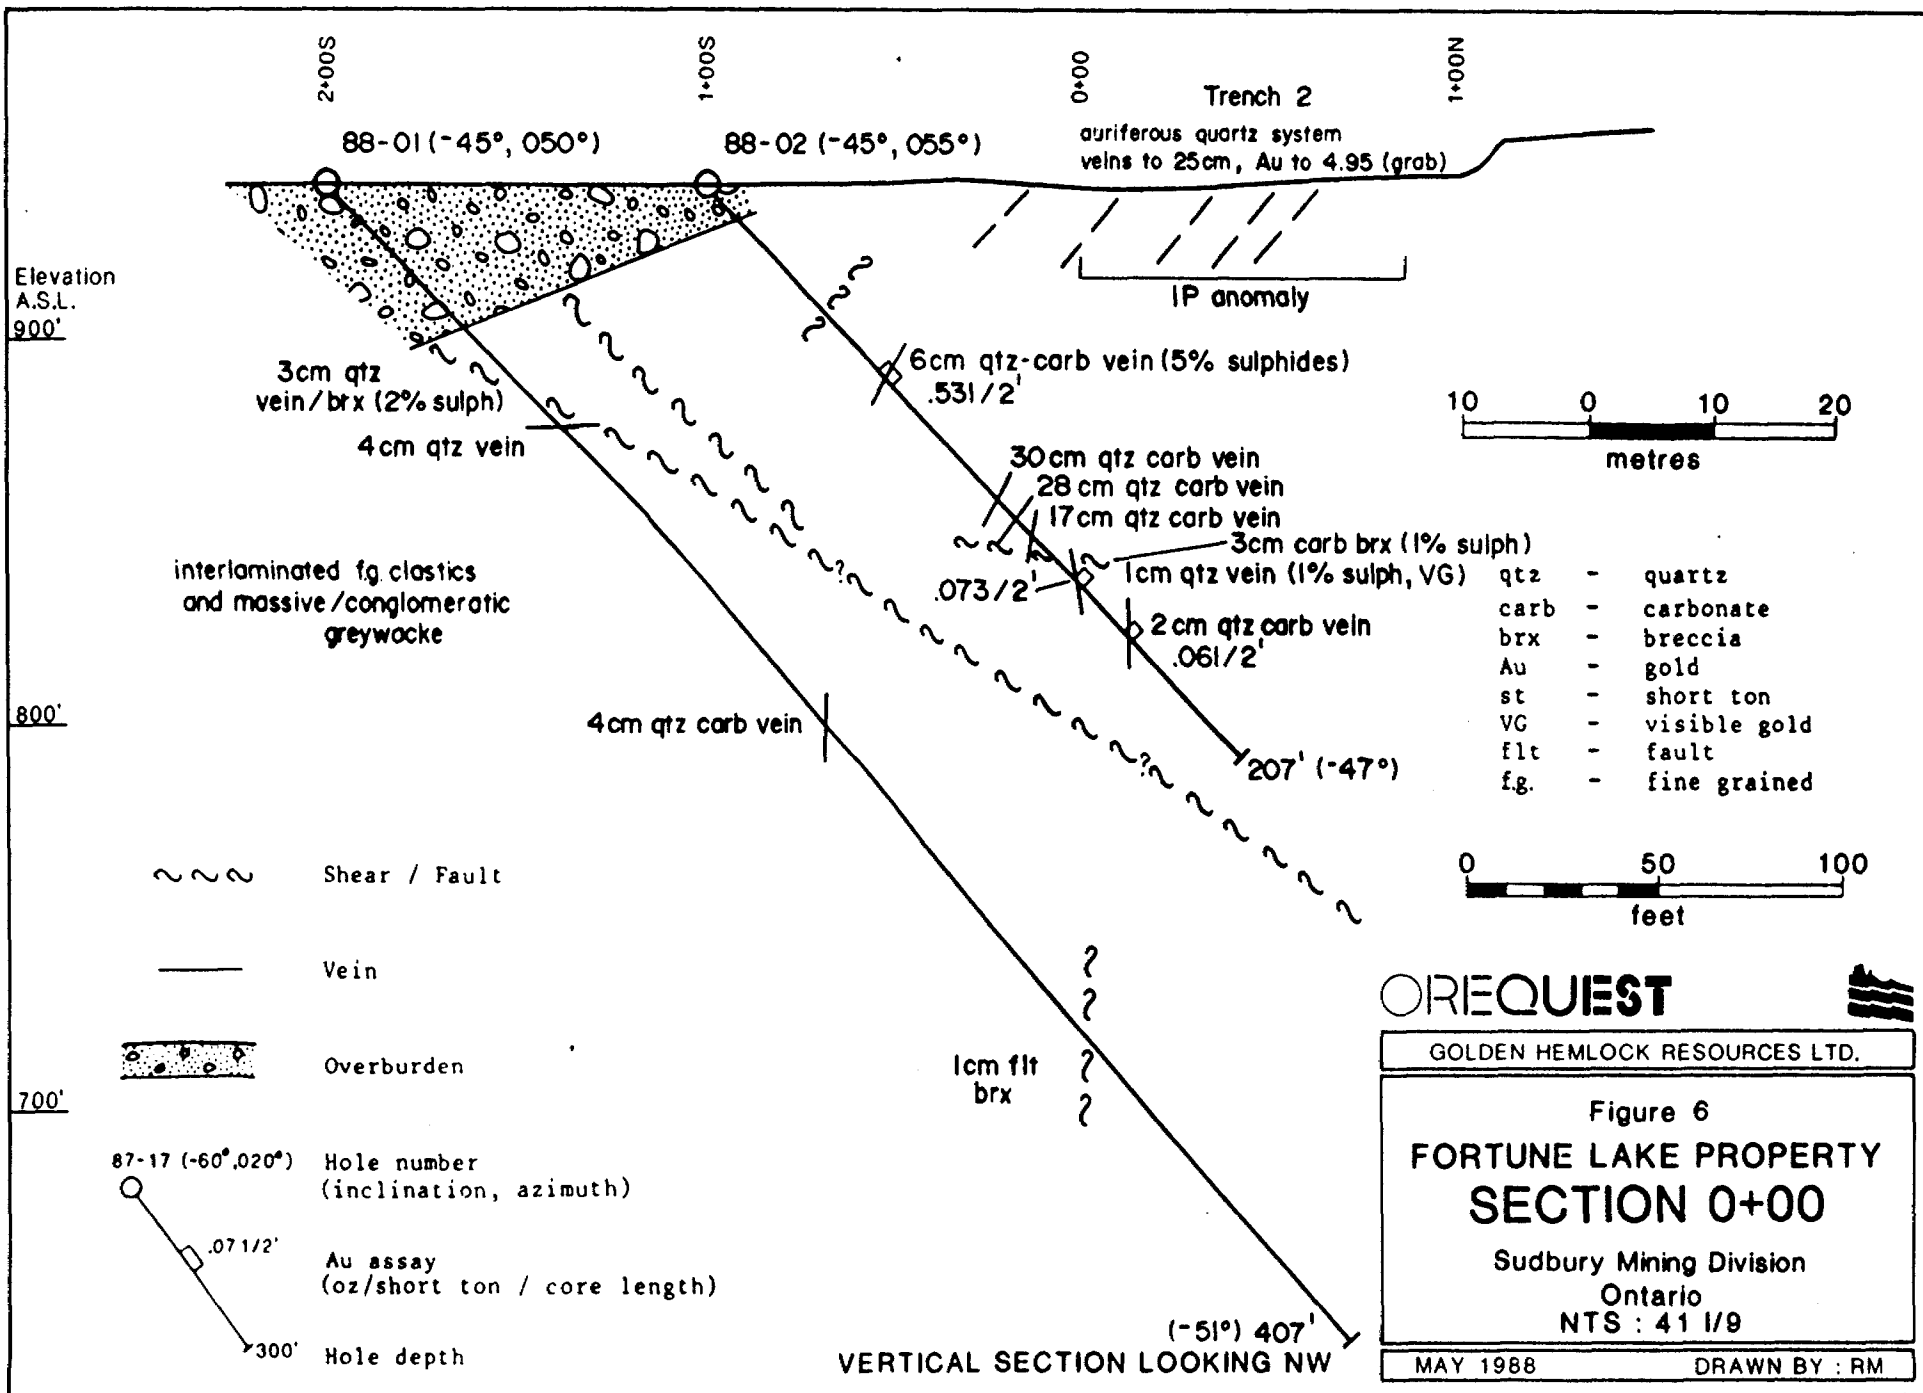 2+00S
1+00S
0+00
1+00N
88-01 (-45°, 050°)
88-02 (-45°, 055°)
Trench 2
auriferous quartz system
veins to 25cm, Au to 4.95 (grab)
IP anomaly
Elevation
A.S.L.
900'
800'
700'
3cm qtz
vein/brx (2% sulph)
4cm qtz vein
6cm qtz-carb vein (5% sulphides)
.531/2'
30cm qtz carb vein
28cm qtz carb vein
17cm qtz carb vein
3cm carb brx (1% sulph)
1cm qtz vein (1% sulph, VG)
.073/2'
2cm qtz carb vein
.061/2'
207' (-47°)
?
?
interlaminated f.g. clastics
and massive/conglomeratic
greywacke
4cm qtz carb vein
1cm flt
brx
(-51°) 407'
VERTICAL SECTION LOOKING NW
10 0 10 20
metres
qtz - quartz
carb - carbonate
brx - breccia
Au - gold
st - short ton
VG - visible gold
flt - fault
f.g. - fine grained
0 50 100
feet
Shear / Fault
Vein
Overburden
87-17 (-60°,020°)
Hole number
(inclination, azimuth)
.071/2'
Au assay
(oz/short ton / core length)
300'
Hole depth
OREQUEST
GOLDEN HEMLOCK RESOURCES LTD.
Figure 6
FORTUNE LAKE PROPERTY
SECTION 0+00
Sudbury Mining Division
Ontario
NTS : 41 I/9
MAY 1988 DRAWN BY : RM